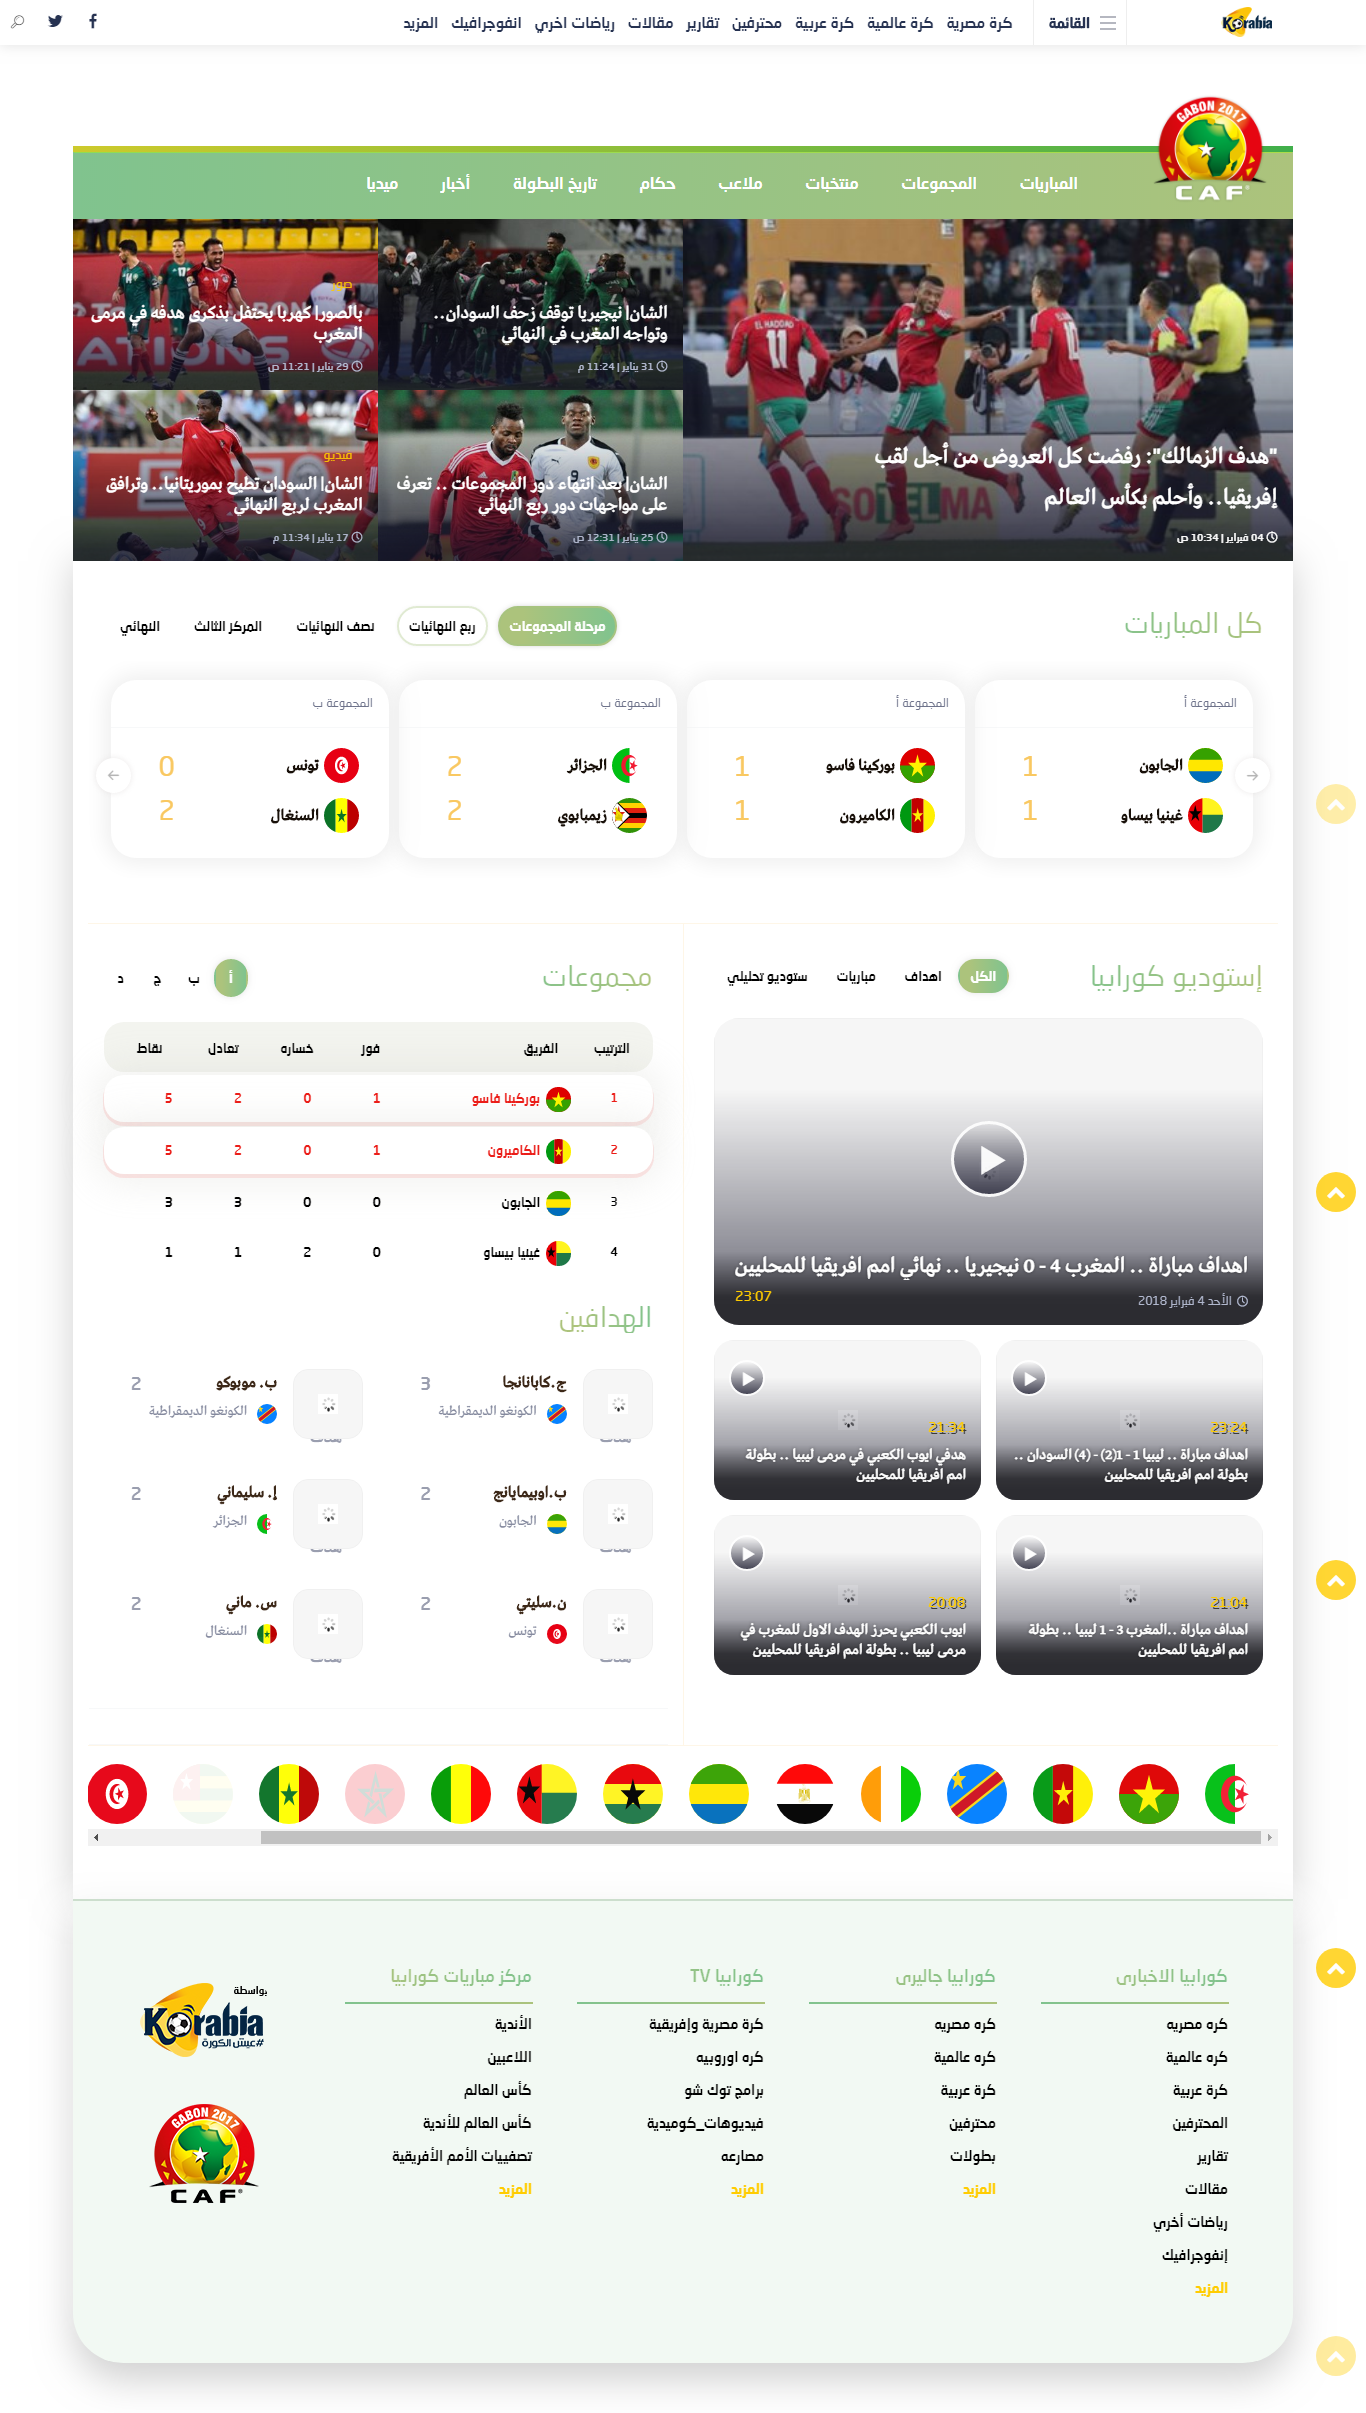 Korabia
القائمة
كرة مصرية
كرة عالمية
كرة عربية
محترفين
تقارير
مقالات
رياضات اخري
انفوجرافيك
المزيد
GABON 2017
CAF
المباريات
المجموعات
منتخبات
ملاعب
حكام
تاريخ البطولة
أخبار
ميديا
"هدف الزمالك": رفضت كل العروض من أجل لقب
إفريقيا.. وأحلم بكأس العالم
04 فبراير | 10:34 ص
الشان| نيجيريا توقف زحف السودان..
وتواجه المغرب في النهائي
31 يناير | 11:24 م
صور
بالصور| كهربا يحتفل بذكرى هدفه في مرمى
المغرب
29 يناير | 11:21 ص
الشان| بعد انتهاء دور المجموعات .. تعرف
على مواجهات دور ربع النهائي
25 يناير | 12:31 ص
فيديو
الشان| السودان تطيح بموريتانيا.. وترافق
المغرب لربع النهائي
17 يناير | 11:34 م
كل المباريات
مرحلة المجموعات
ربع النهائيات
نصف النهائيات
المركز الثالث
النهائي
المجموعة أ
الجابون 1
غينيا بيساو 1
المجموعة أ
بوركينا فاسو 1
الكاميرون 1
المجموعة ب
الجزائر 2
زيمبابوي 2
المجموعة ب
تونس 0
السنغال 2
إستوديو كورابيا
الكل
اهداف
مباريات
ستوديو تحليلي
اهداف مباراة .. المغرب 4 - 0 نيجيريا .. نهائي امم افريقيا للمحليين
الأحد 4 فبراير 2018
23:07
23:24
اهداف مباراة .. ليبيا 1 - 1(2) - (4) السودان ..
بطولة امم افريقيا للمحليين
21:34
هدفي ايوب الكعبي في مرمى ليبيا .. بطولة
امم افريقيا للمحليين
21:04
اهداف مباراة ..المغرب 3 - 1 ليبيا .. بطولة
امم افريقيا للمحليين
20:08
ايوب الكعبي يحرز الهدف الاول للمغرب في
مرمى ليبيا .. بطولة امم افريقيا للمحليين
مجموعات
أ
ب
ج
د
الترتيب الفريق فوز خساره تعادل نقاط
1 بوركينا فاسو 1 0 2 5
2 الكاميرون 1 0 2 5
3 الجابون 0 0 3 3
4 غينيا بيساو 0 2 1 1
الهدافين
ج.كابانانجا 3
الكونغو الديمقراطية
ب. موبوكو 2
الكونغو الديمقراطية
ب.اوبيمايانج 2
الجابون
إ. سليماني 2
الجزائر
ن.سليتي 2
تونس
س. ماني 2
السنغال
كورابيا الاخبارى
كره مصريه
كره عالمية
كرة عربية
المحترفين
تقارير
مقالات
رياضات أخري
إنفوجرافيك
المزيد
كورابيا جاليرى
كره مصريه
كره عالمية
كرة عربية
محترفين
بطولات
المزيد
كورابيا TV
كرة مصرية وإفريقية
كره اوروبيه
برامج توك شو
فيديوهات_كوميدية
مصارعه
المزيد
مركز مباريات كورابيا
الأندية
اللاعبين
كأس العالم
كأس العالم للأندية
تصفييات الأمم الأفريقية
المزيد
بواسطة
Korabia
#عيش_الكورة
GABON 2017
CAF